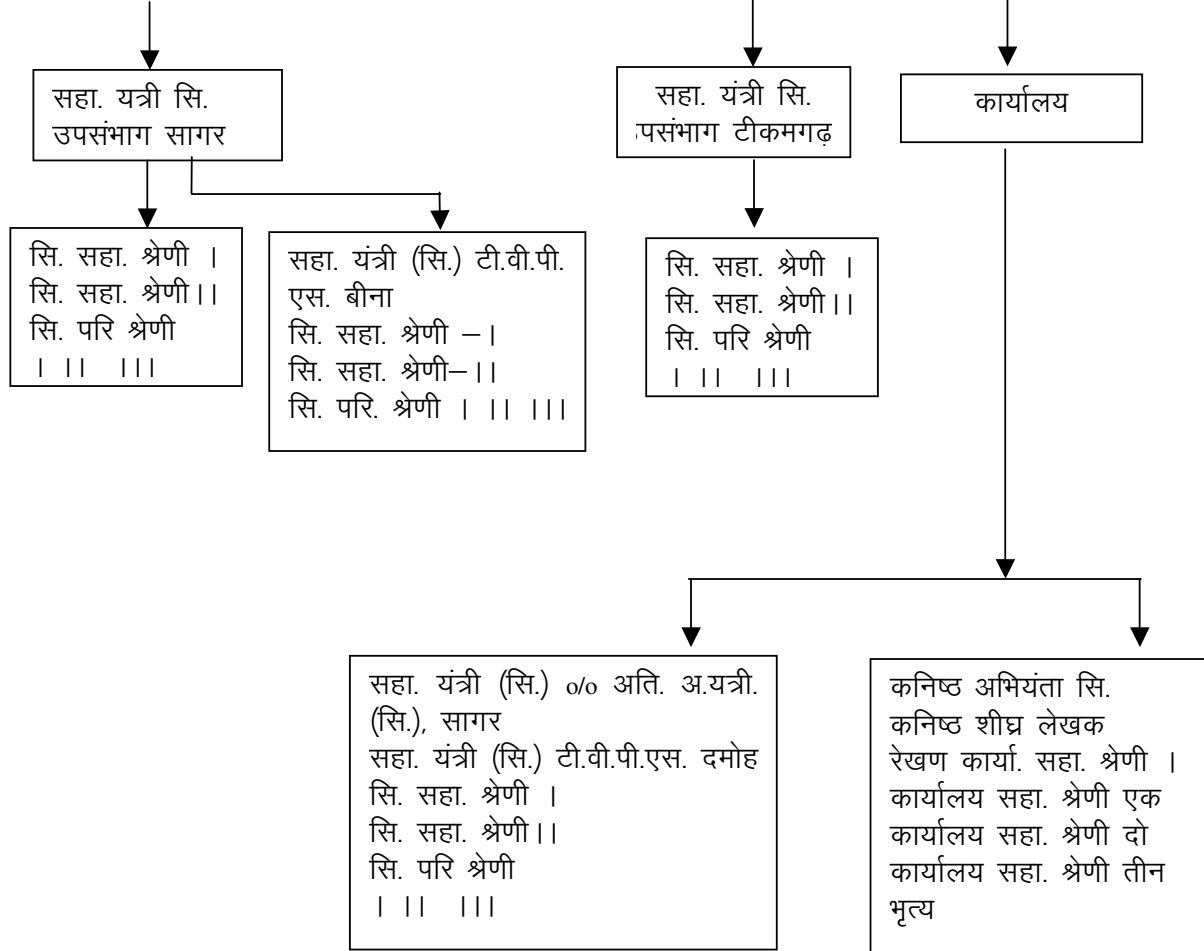 सहा. यत्री सि.
उपसंभाग सागर
सहा. यंत्री सि.
उपसंभाग टीकमगढ़
कार्यालय
सि. सहा. श्रेणी ।
सि. सहा. श्रेणी।।
सि. परि श्रेणी
। ।। ।।।
सहा. यंत्री (सि.) टी.वी.पी.
एस. बीना
सि. सहा. श्रेणी –।
सि. सहा. श्रेणी–।।
सि. परि. श्रेणी । ।। ।।।
सि. सहा. श्रेणी ।
सि. सहा. श्रेणी।।
सि. परि श्रेणी
। ।। ।।।
सहा. यंत्री (सि.) o/o अति. अ.यत्री.
(सि.), सागर
सहा. यंत्री (सि.) टी.वी.पी.एस. दमोह
सि. सहा. श्रेणी ।
सि. सहा. श्रेणी।।
सि. परि श्रेणी
। ।। ।।।
कनिष्ठ अभियंता सि.
कनिष्ठ शीघ्र लेखक
रेखण कार्या. सहा. श्रेणी ।
कार्यालय सहा. श्रेणी एक
कार्यालय सहा. श्रेणी दो
कार्यालय सहा. श्रेणी तीन
भृत्य